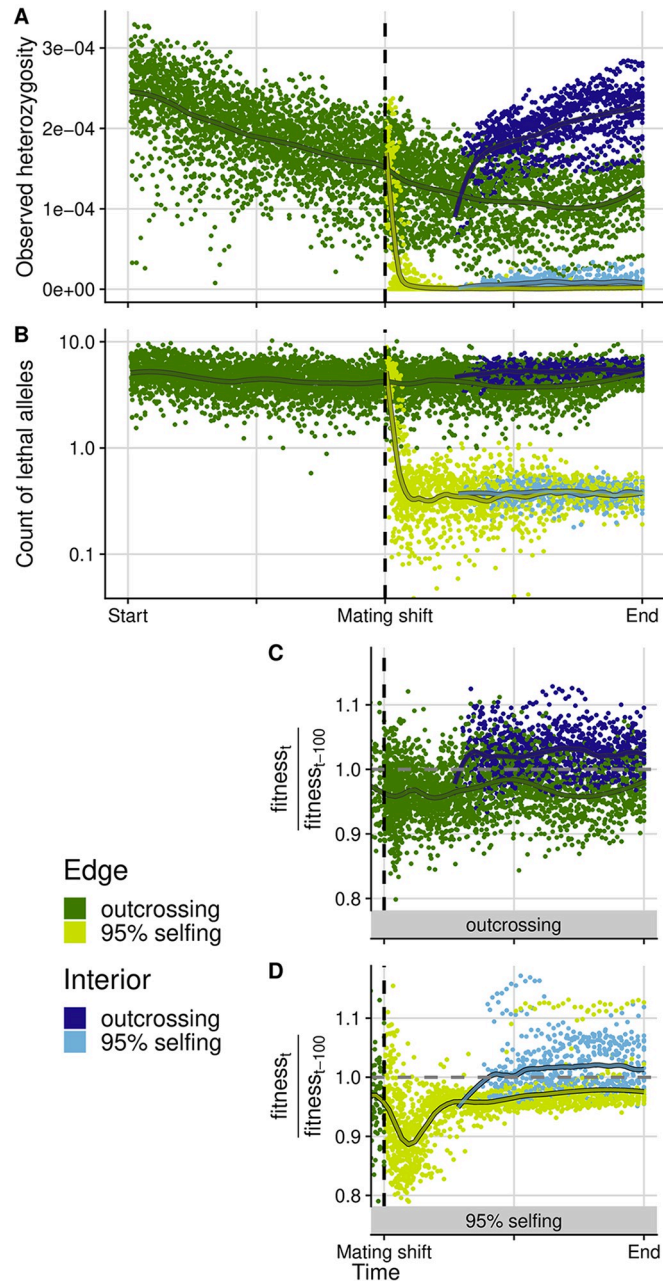 A
3e−04
2e−04
1e−04
0e+00
Observed heterozygosity
B
10.0
1.0
0.1
Count of lethal alleles
Start
Mating shift
End
C
1.1
1.0
0.9
0.8
fitness_t
fitness_t−100
outcrossing
Edge
outcrossing
95% selfing
Interior
outcrossing
95% selfing
D
1.1
1.0
0.9
0.8
fitness_t
fitness_t−100
95% selfing
Mating shift
End
Time